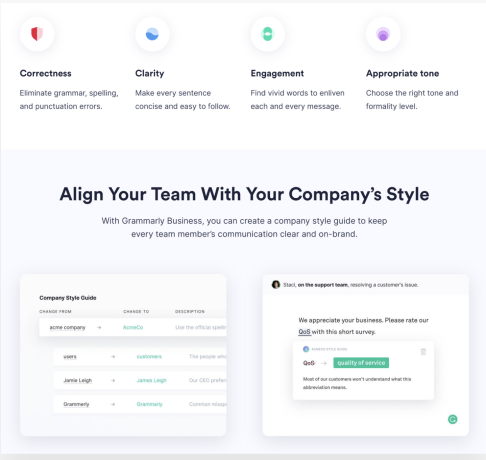 Correctness
Clarity
Engagement
Appropriate tone
Eliminate grammar, spelling,
and punctuation errors.
Make every sentence
concise and easy to follow.
Find vivid words to enliven
each and every message.
Choose the right tone and
formality level.
Align Your Team With Your Company's Style
With Grammarly Business, you can create a company style guide to keep
every team member's communication clear and on-brand.
Company Style Guide
CHANGE FROM CHANGE TO DESCRIPTION
acme company → AcmeCo Use the official spellin
users → customers The people who
Jamie Leigh → James Leigh Our CEO prefers
Grammerly → Grammarly Common missp
Staci, on the support team, resolving a customer's issue.
We appreciate your business. Please rate our
QoS with this short survey.
STYLE GUIDE
QoS → quality of service
Most of our customers won't understand what this
abbreviation means.